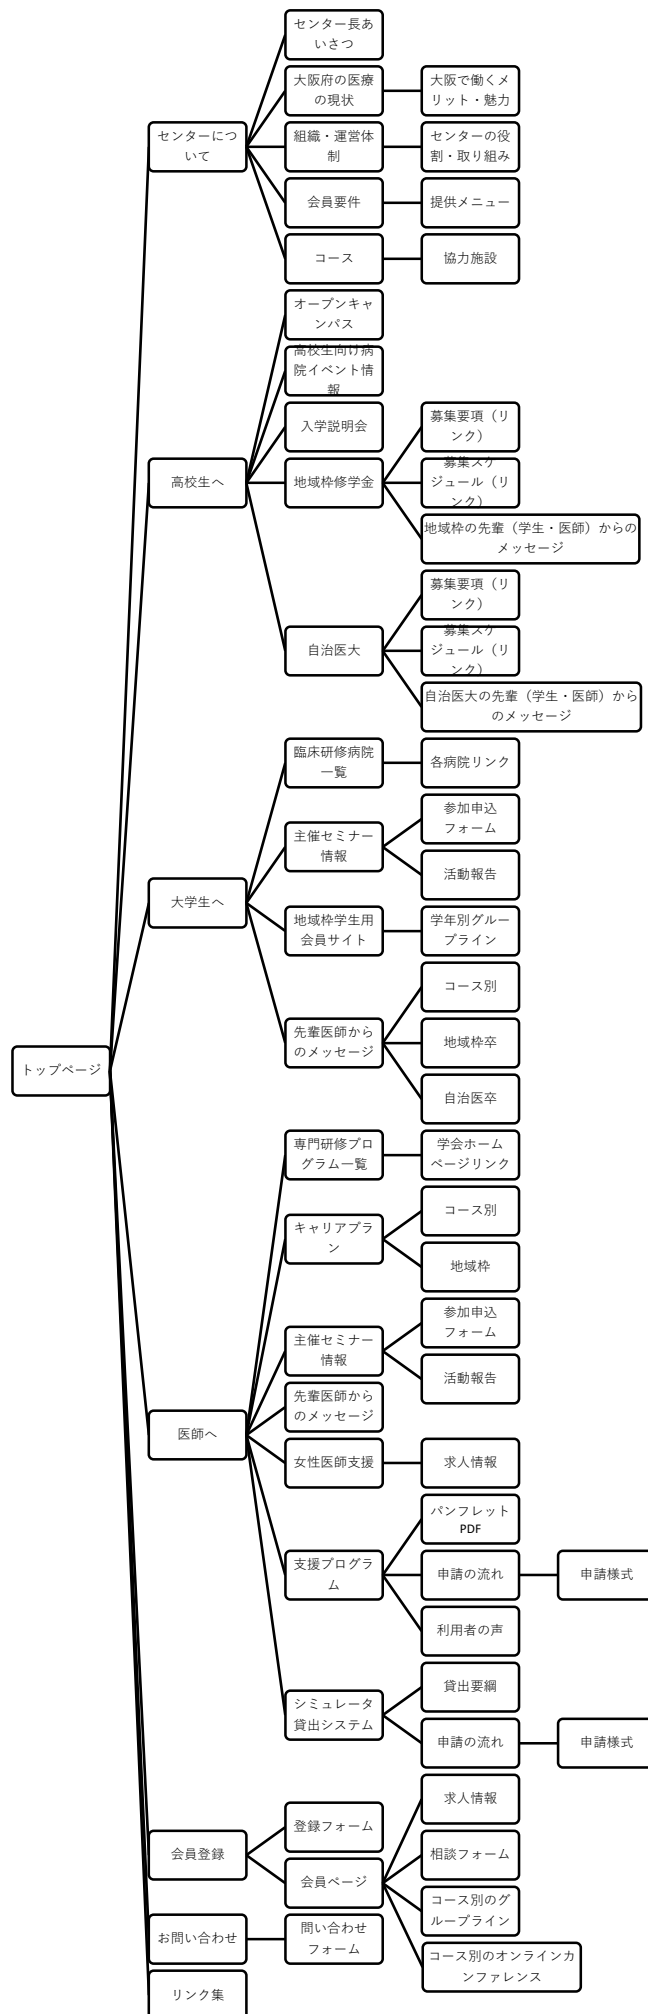 センター長あ
いさつ
大阪府の医療
の現状
大阪で働くメ
リット・魅力
センターにつ
いて
組織・運営体
制
センターの役
割・取り組み
会員要件
提供メニュー
コース
協力施設
オープンキャ
ンパス
高校生向け病
院イベント情
報
入学説明会
高校生へ
地域枠修学金
募集要項（リ
ンク）
募集スケ
ジュール（リ
ンク）
地域枠の先輩（学生・医師）からの
メッセージ
自治医大
募集要項（リ
ンク）
募集スケ
ジュール（リ
ンク）
自治医大の先輩（学生・医師）から
のメッセージ
臨床研修病院
一覧
各病院リンク
主催セミナー
情報
参加申込
フォーム
活動報告
大学生へ
地域枠学生用
会員サイト
学年別グルー
プライン
先輩医師から
のメッセージ
コース別
地域枠卒
自治医卒
トップページ
専門研修プロ
グラム一覧
学会ホーム
ページリンク
キャリアプラ
ン
コース別
地域枠
主催セミナー
情報
参加申込
フォーム
活動報告
先輩医師から
のメッセージ
医師へ
女性医師支援
求人情報
支援プログラ
ム
パンフレット
PDF
申請の流れ
申請様式
利用者の声
シミュレータ
貸出システム
貸出要綱
申請の流れ
申請様式
会員登録
登録フォーム
会員ページ
求人情報
相談フォーム
コース別のグ
ループライン
コース別のオンラインカ
ンファレンス
お問い合わせ
問い合わせ
フォーム
リンク集